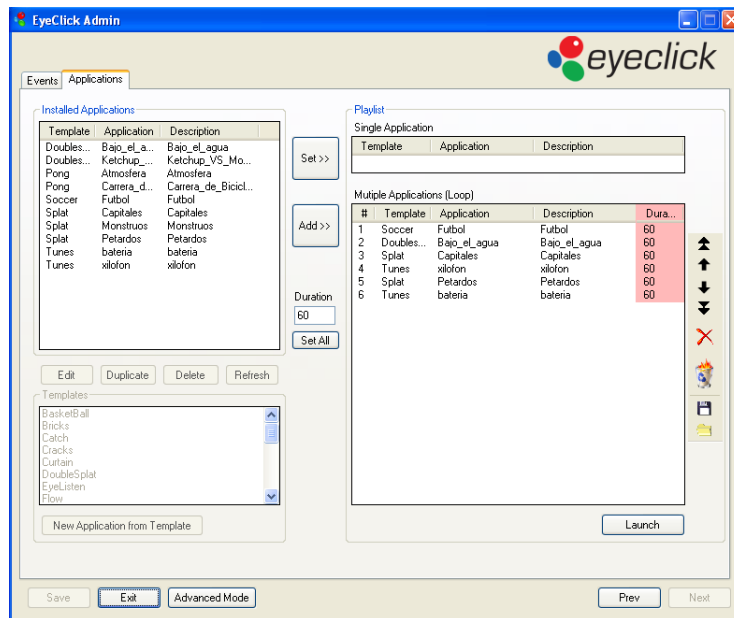 EyeClick Admin
eyeclick
Events Applications
Installed Applications
Template Application Description
Doubles... Bajo_el_a... Bajo_el_agua
Doubles... Ketchup_... Ketchup_VS_Mo...
Pong Atmosfera Atmosfera
Pong Carrera_d... Carrera_de_Bicicl...
Soccer Futbol Futbol
Splat Capitales Capitales
Splat Monstruos Monstruos
Splat Petardos Petardos
Tunes bateria bateria
Tunes xilofon xilofon
Set >>
Add >>
Duration
60
Set All
Edit Duplicate Delete Refresh
Templates
BasketBall
Bricks
Catch
Cracks
Curtain
DoubleSplat
EyeListen
Flow
New Application from Template
Playlist
Single Application
Template Application Description
Mutiple Applications (Loop)
# Template Application Description Dura...
1 Soccer Futbol Futbol 60
2 Doubles... Bajo_el_agua Bajo_el_agua 60
3 Splat Capitales Capitales 60
4 Tunes xilofon xilofon 60
5 Splat Petardos Petardos 60
6 Tunes bateria bateria 60
Launch
Save Exit Advanced Mode Prev Next